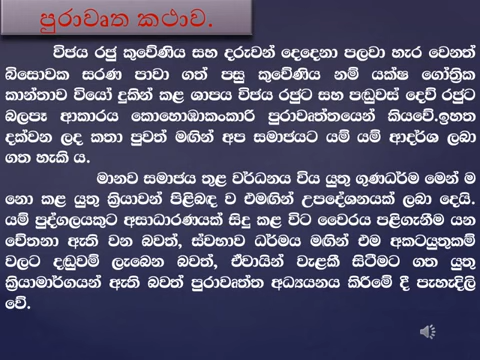 පුරාවෘත කථාව.
විජය රජු කුවේණිය සහ දරුවන් දෙදෙනා පලවා හැර වෙනත්
බිසොවක සරණ පාවා ගත් පසු කුවේණිය නම් යක්ෂ ගෝත්‍රික
කාන්තාව වියෝ දුකින් කළ ශාපය විජය රජුට සහ පඬුවස් දෙව් රජුට
බලපෑ ආකාරය කොහොඹාකංකාරි පුරාවෘත්තයෙන් කියවේ.ඉහත
දක්වන ලද කතා පුවත් මඟින් අප සමාජයට යම් යම් ආදර්ශ ලබා
ගත හැකි ය.
මානව සමාජය තුළ වර්ධනය විය යුතු ගුණධර්ම මෙන් ම
නො කළ යුතු ක්‍රියාවන් පිළිබඳ ව එමඟින් උපදේශනයක් ලබා දෙයි.
යම් පුද්ගලයකුට අසාධාරණයක් සිදු කළ විට වෛරය පළිගැනීම යන
චේතනා ඇති වන බවත්, ස්වභාව ධර්මය මඟින් එම අකටයුතුකම්
වලට දඬුවම් ලැබෙන බවත්, ඒවායින් වැළකී සිටීමට ගත යුතු
ක්‍රියාමාර්ගයන් ඇති බවත් පුරාවෘත්ත අධ්‍යයනය කිරීමේ දී පැහැදිලි
වේ.